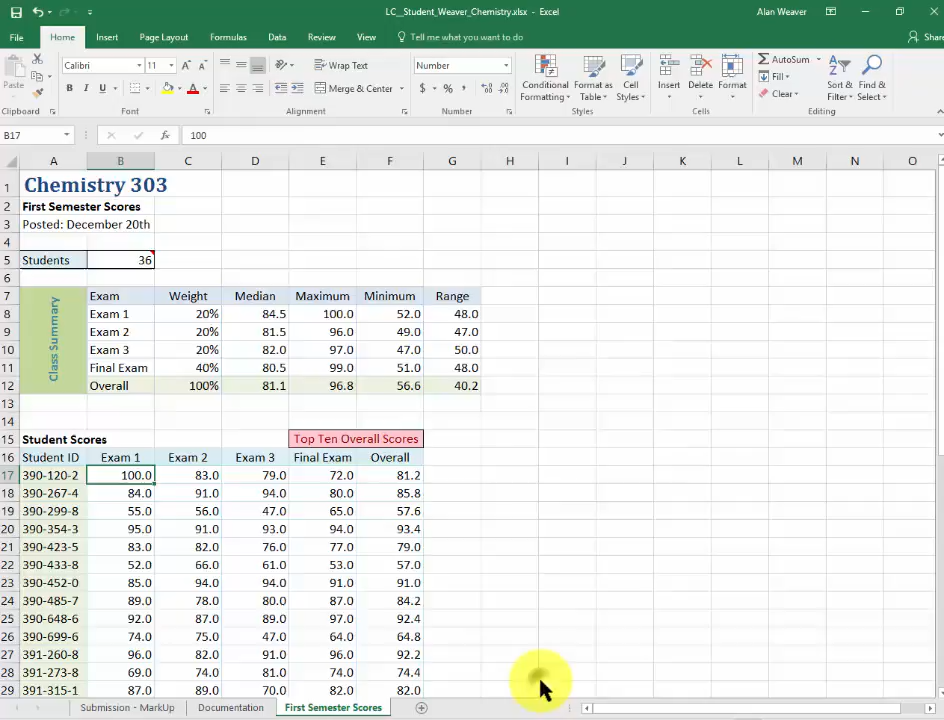 LC__Student_Weaver_Chemistry.xlsx - Excel
Alan Weaver
File Home Insert Page Layout Formulas Data Review View Tell me what you want to do Share
Paste
Calibri 11
Wrap Text
Number
Conditional Formatting
Format as Table
Cell Styles
Insert
Delete
Format
AutoSum
Sort & Filter
Find & Select
B I U A
Merge & Center
$ % ,
Fill
Clear
Clipboard Font Alignment Number Styles Cells Editing
B17 fx 100
A B C D E F G H I J K L M N O
1 Chemistry 303
2 First Semester Scores
3 Posted: December 20th
4
5 Students 36
6
7 Exam Weight Median Maximum Minimum Range
Class Summary
8 Exam 1 20% 84.5 100.0 52.0 48.0
9 Exam 2 20% 81.5 96.0 49.0 47.0
10 Exam 3 20% 82.0 97.0 47.0 50.0
11 Final Exam 40% 80.5 99.0 51.0 48.0
12 Overall 100% 81.1 96.8 56.6 40.2
13
14
15 Student Scores Top Ten Overall Scores
16 Student ID Exam 1 Exam 2 Exam 3 Final Exam Overall
17 390-120-2 100.0 83.0 79.0 72.0 81.2
18 390-267-4 84.0 91.0 94.0 80.0 85.8
19 390-299-8 55.0 56.0 47.0 65.0 57.6
20 390-354-3 95.0 91.0 93.0 94.0 93.4
21 390-423-5 83.0 82.0 76.0 77.0 79.0
22 390-433-8 52.0 66.0 61.0 53.0 57.0
23 390-452-0 85.0 94.0 94.0 91.0 91.0
24 390-485-7 89.0 78.0 80.0 87.0 84.2
25 390-648-6 92.0 87.0 89.0 97.0 92.4
26 390-699-6 74.0 75.0 47.0 64.0 64.8
27 391-260-8 96.0 82.0 91.0 96.0 92.2
28 391-273-8 69.0 74.0 81.0 74.0 74.4
29 391-315-1 87.0 89.0 70.0 82.0 82.0
Submission - MarkUp Documentation First Semester Scores